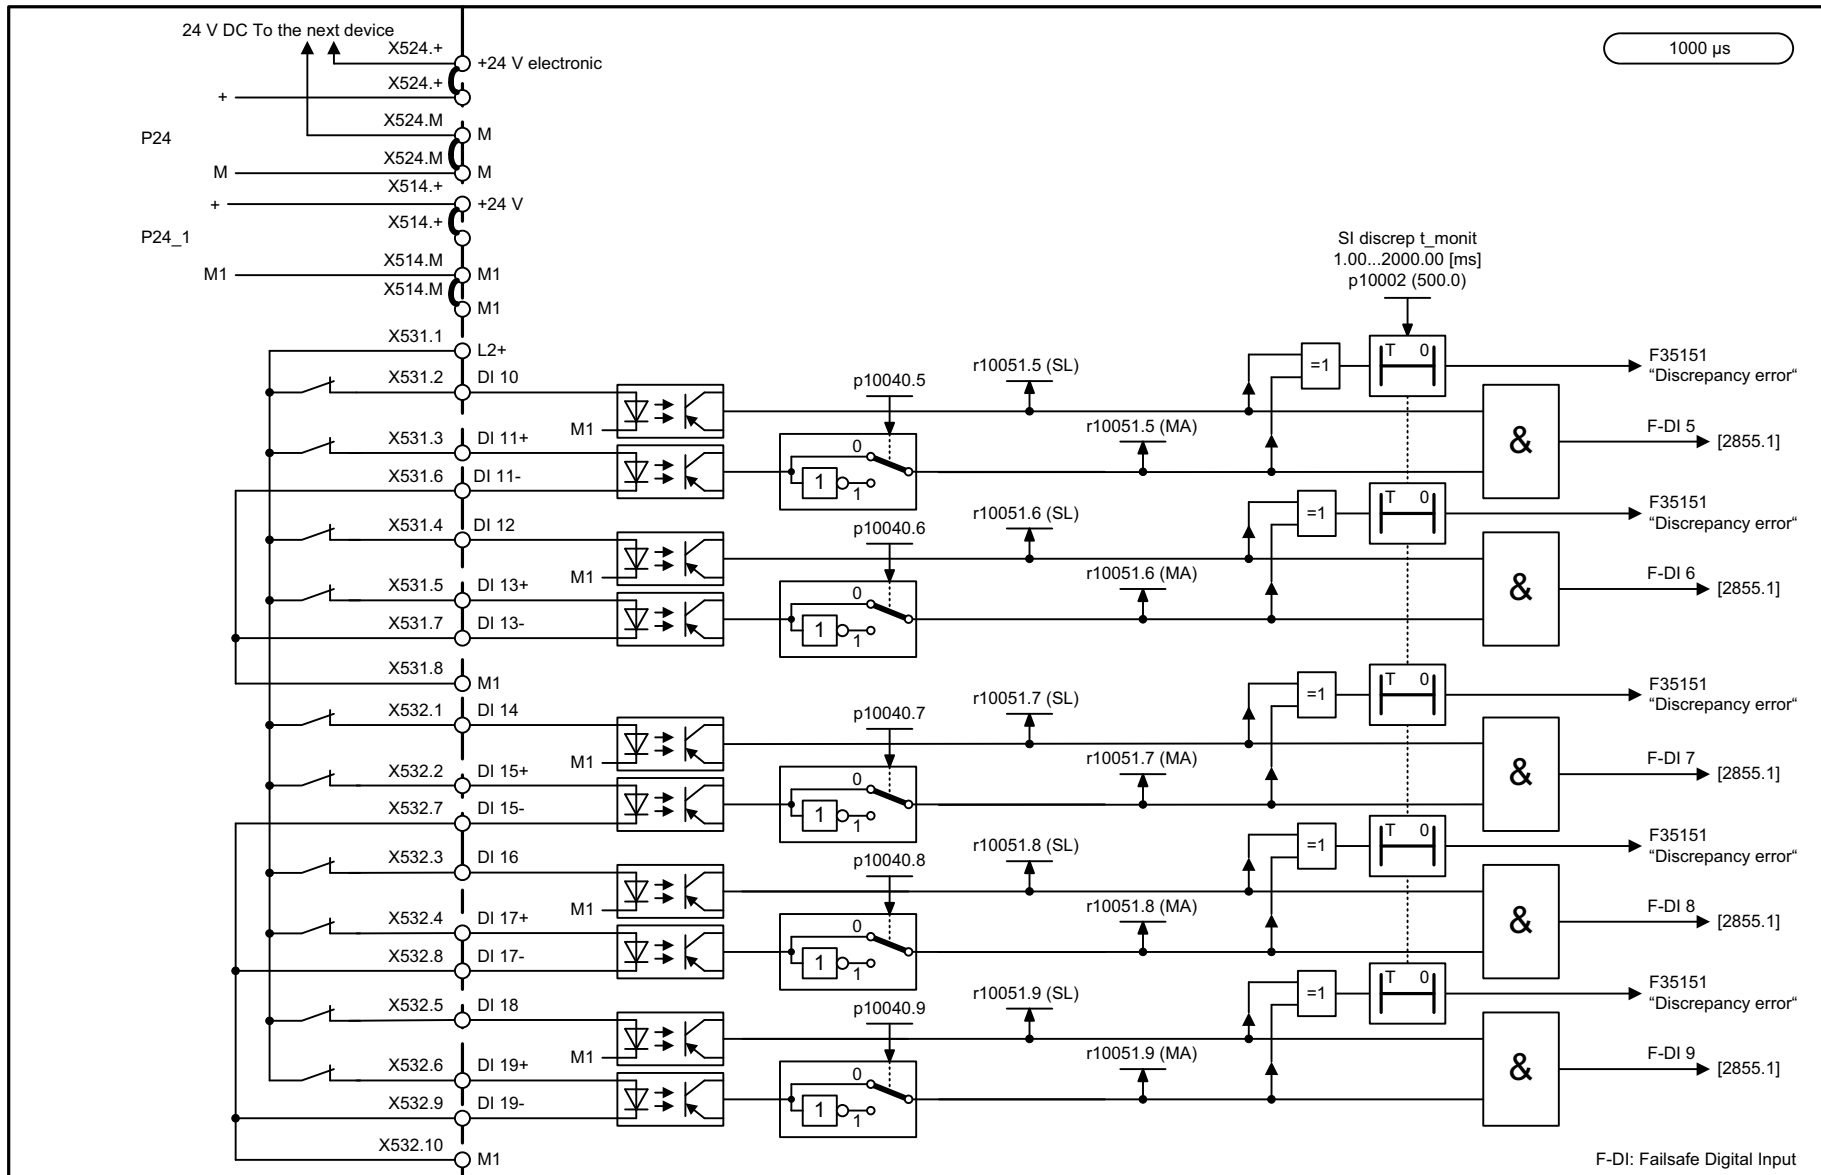 24 V DC To the next device
1000 µs
X524.+
+24 V electronic
X524.+
+
X524.M
M
P24
X524.M
M
M
X514.+
+
+24 V
X514.+
P24_1
X514.M
M1
M1
X514.M
M1
SI discrep t_monit
1.00...2000.00 [ms]
p10002 (500.0)
X531.1
L2+
X531.2
DI 10
p10040.5
r10051.5 (SL)
=1
T 0
F35151
“Discrepancy error“
M1
X531.3
DI 11+
0
r10051.5 (MA)
&
F-DI 5
[2855.1]
X531.6
DI 11-
1
1
X531.4
DI 12
p10040.6
r10051.6 (SL)
=1
T 0
F35151
“Discrepancy error“
M1
X531.5
DI 13+
0
r10051.6 (MA)
&
F-DI 6
[2855.1]
X531.7
DI 13-
1
1
X531.8
M1
X532.1
DI 14
p10040.7
r10051.7 (SL)
=1
T 0
F35151
“Discrepancy error“
M1
X532.2
DI 15+
0
r10051.7 (MA)
&
F-DI 7
[2855.1]
X532.7
DI 15-
1
1
X532.3
DI 16
p10040.8
r10051.8 (SL)
=1
T 0
F35151
“Discrepancy error“
M1
X532.4
DI 17+
0
r10051.8 (MA)
&
F-DI 8
[2855.1]
X532.8
DI 17-
1
1
X532.5
DI 18
p10040.9
r10051.9 (SL)
=1
T 0
F35151
“Discrepancy error“
M1
X532.6
DI 19+
0
r10051.9 (MA)
&
F-DI 9
[2855.1]
X532.9
DI 19-
1
1
X532.10
M1
F-DI: Failsafe Digital Input